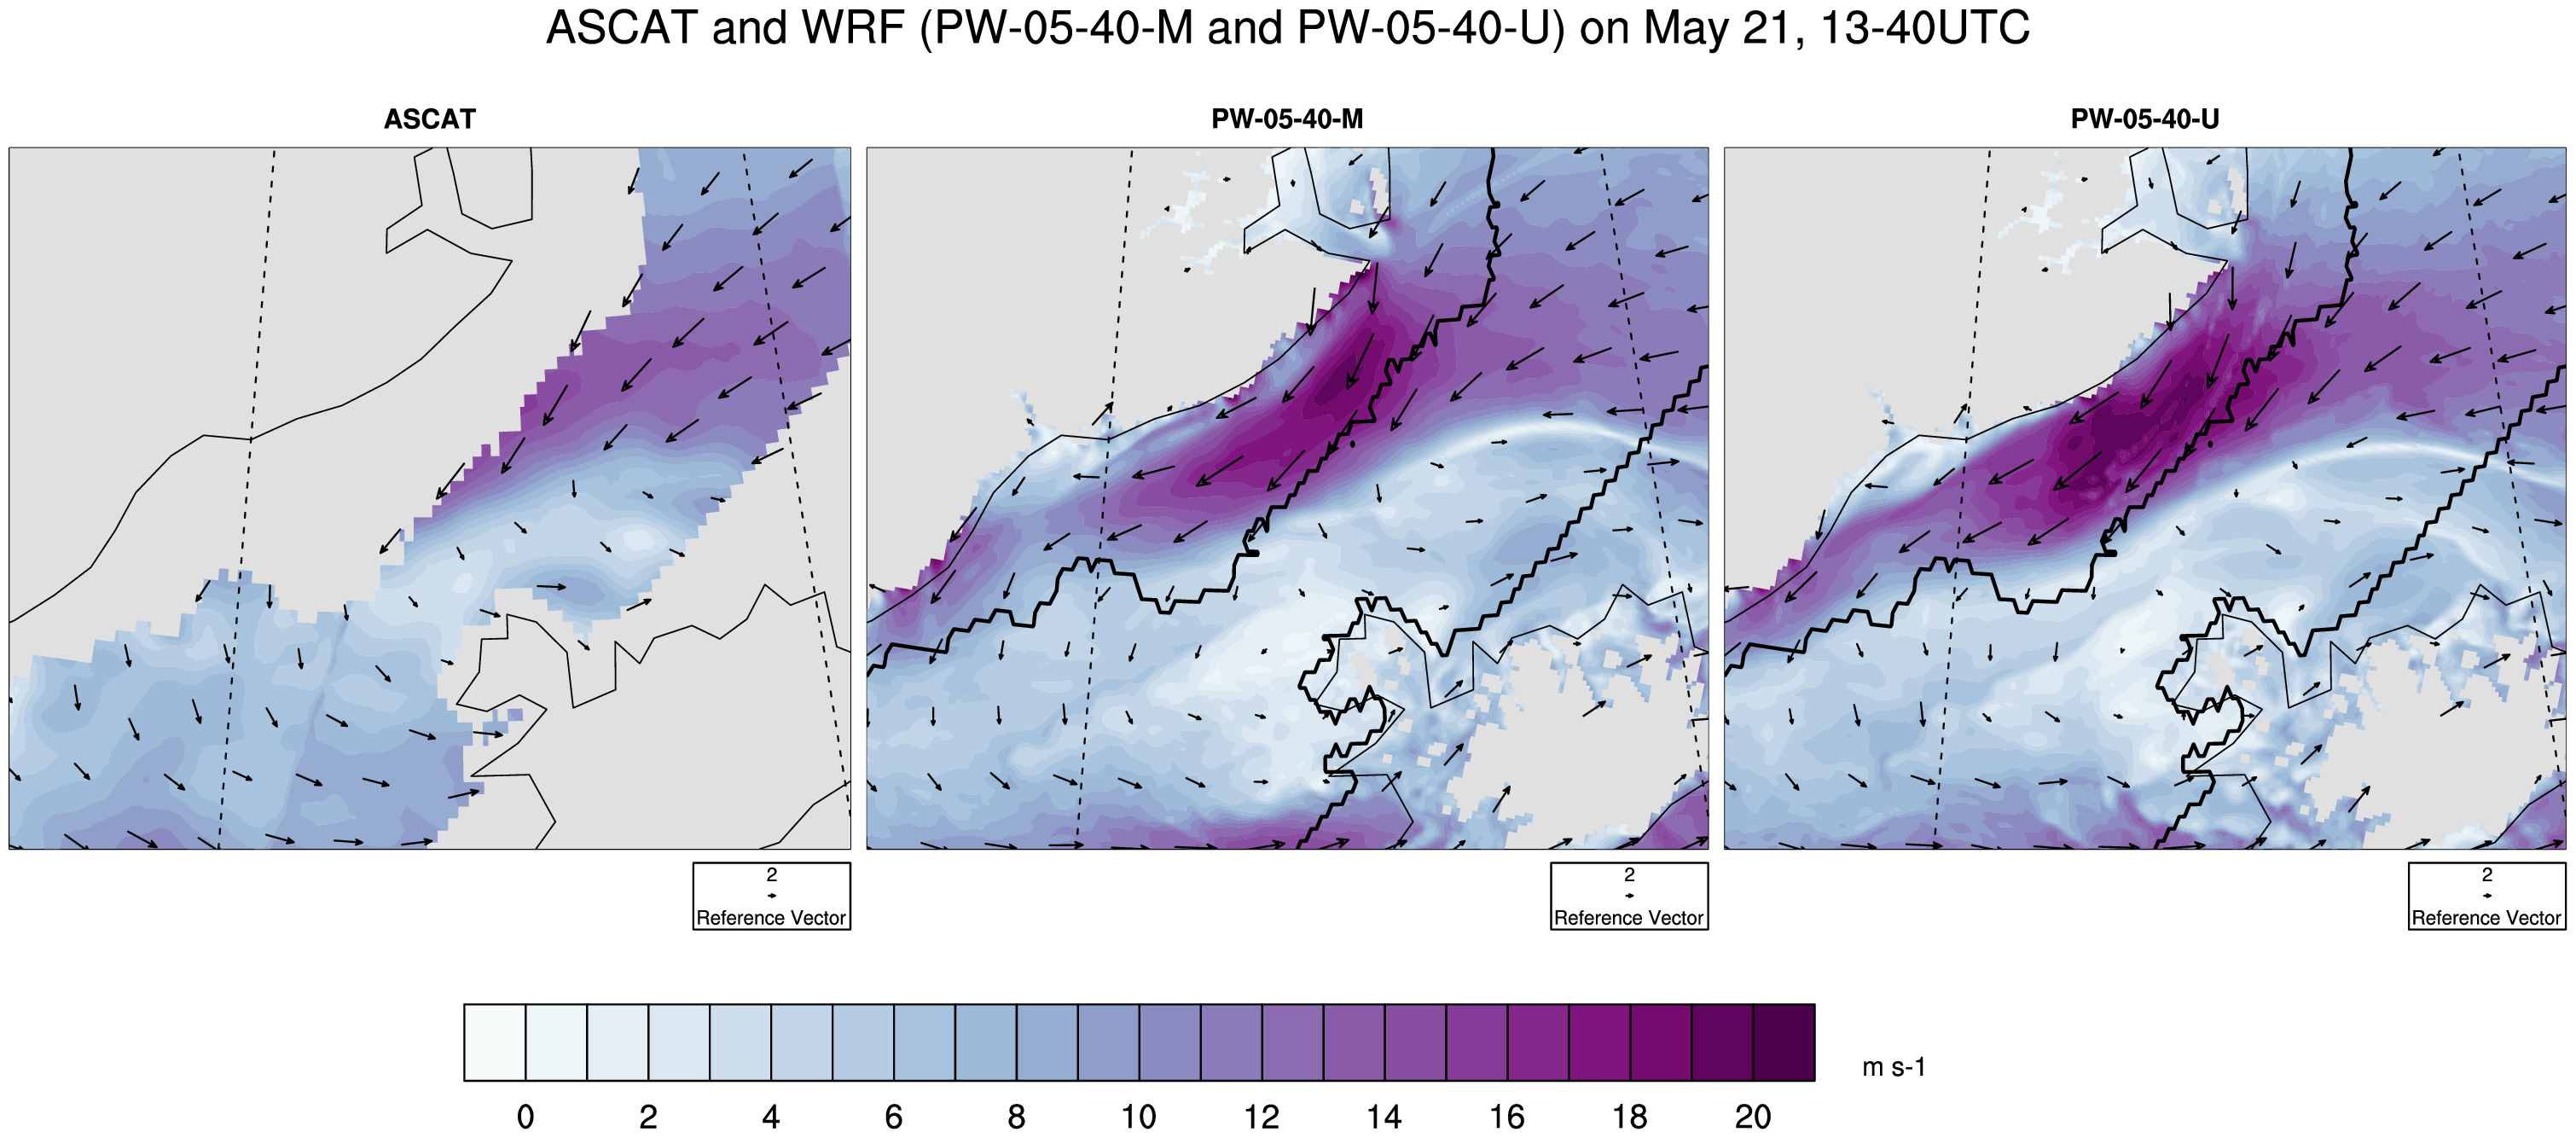 ASCAT and WRF (PW-05-40-M and PW-05-40-U) on May 21, 13-40UTC
ASCAT
PW-05-40-M
PW-05-40-U
2
Reference Vector
2
Reference Vector
2
Reference Vector
m s-1
0 2 4 6 8 10 12 14 16 18 20